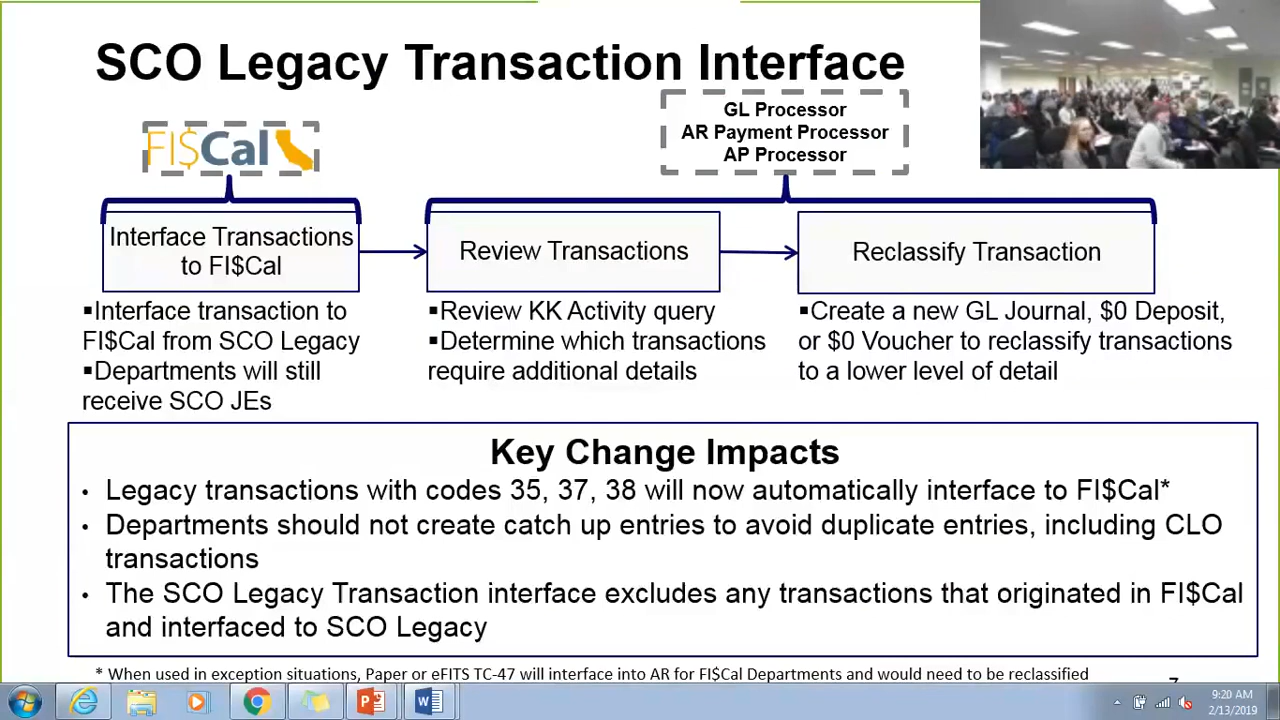 SCO Legacy Transaction Interface
FI$Cal
GL Processor
AR Payment Processor
AP Processor
Interface Transactions
to FI$Cal
Review Transactions
Reclassify Transaction
▪Interface transaction to
FI$Cal from SCO Legacy
▪Departments will still
receive SCO JEs
▪Review KK Activity query
▪Determine which transactions
require additional details
▪Create a new GL Journal, $0 Deposit,
or $0 Voucher to reclassify transactions
to a lower level of detail
Key Change Impacts
• Legacy transactions with codes 35, 37, 38 will now automatically interface to FI$Cal*
• Departments should not create catch up entries to avoid duplicate entries, including CLO
transactions
• The SCO Legacy Transaction interface excludes any transactions that originated in FI$Cal
and interfaced to SCO Legacy
* When used in exception situations, Paper or eFITS TC-47 will interface into AR for FI$Cal Departments and would need to be reclassified
9:20 AM
2/13/2019